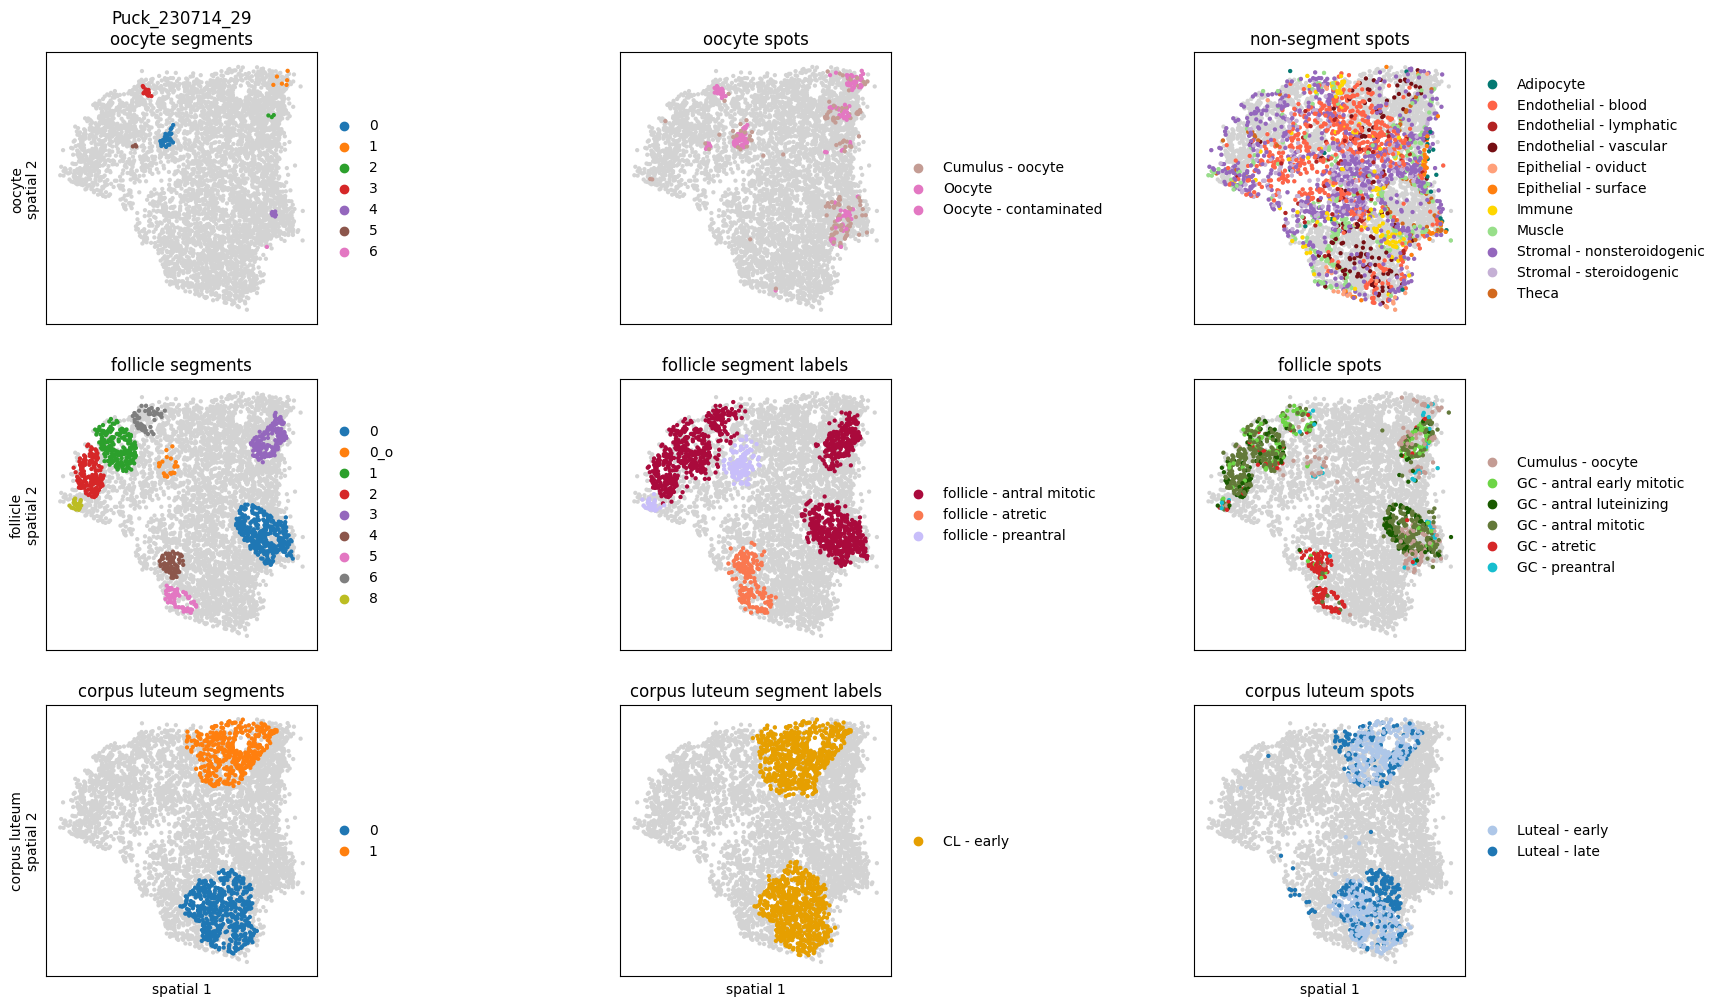 Puck_230714_29
oocyte segments
oocyte
spatial 2
0
1
2
3
4
5
6
oocyte spots
Cumulus - oocyte
Oocyte
Oocyte - contaminated
non-segment spots
Adipocyte
Endothelial - blood
Endothelial - lymphatic
Endothelial - vascular
Epithelial - oviduct
Epithelial - surface
Immune
Muscle
Stromal - nonsteroidogenic
Stromal - steroidogenic
Theca
follicle segments
follicle
spatial 2
0
0_o
1
2
3
4
5
6
8
follicle segment labels
follicle - antral mitotic
follicle - atretic
follicle - preantral
follicle spots
Cumulus - oocyte
GC - antral early mitotic
GC - antral luteinizing
GC - antral mitotic
GC - atretic
GC - preantral
corpus luteum segments
corpus luteum
spatial 2
spatial 1
0
1
corpus luteum segment labels
spatial 1
CL - early
corpus luteum spots
spatial 1
Luteal - early
Luteal - late